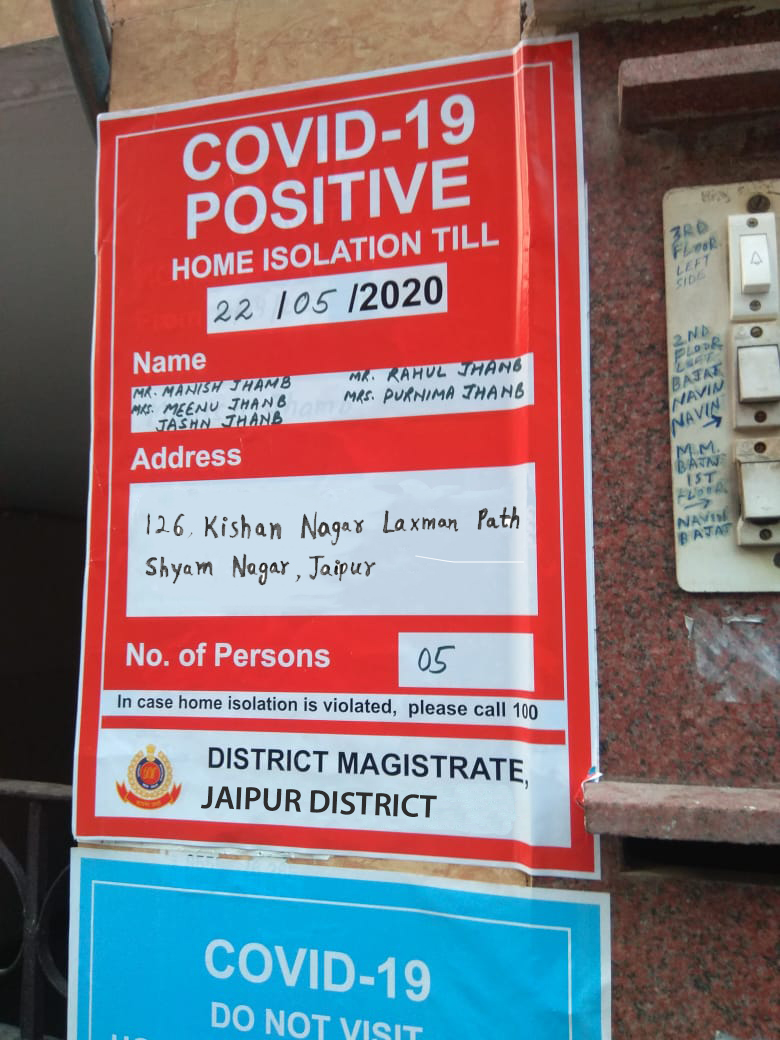 COVID-19
POSITIVE
HOME ISOLATION TILL
22/05/2020
Name
MR. MANISH JHAMB
MR. RAHUL JHANB
MRS. MEENU JHANB
MRS. PURNIMA JHANB
JASHN JHANB
Address
126, Kishan Nagar Laxman Path
Shyam Nagar, Jaipur
No. of Persons 05
In case home isolation is violated, please call 100
DISTRICT MAGISTRATE,
JAIPUR DISTRICT
COVID-19
DO NOT VISIT
3RD
FLOOR
LEFT
SIDE
2ND
FLOOR
LEFT
BAJAJ
NAVIN
NAVIN
M.M.
1ST
FLOOR
NAVIN
BAJAJ